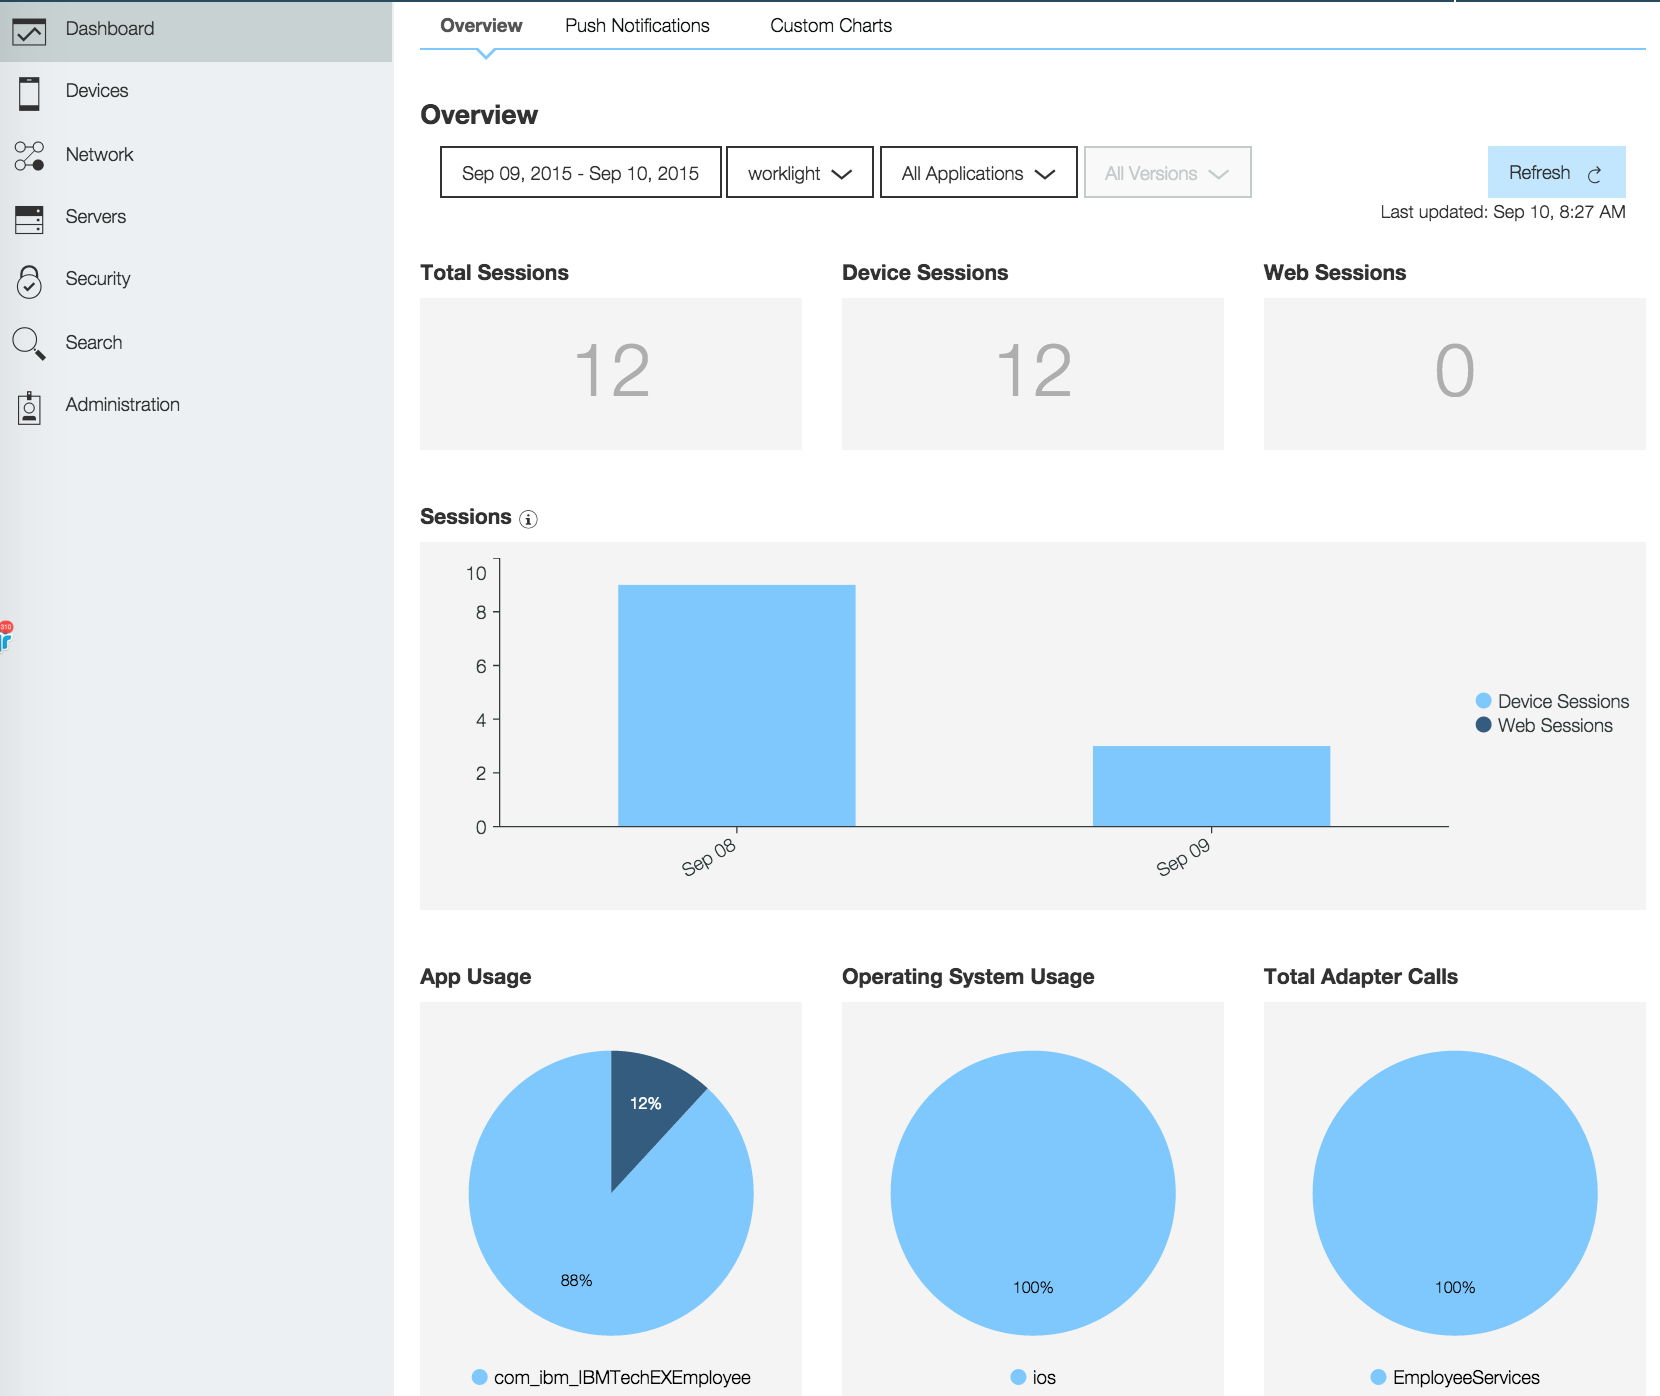 Dashboard
Devices
Network
Servers
Security
Search
Administration
310
Overview
Push Notifications
Custom Charts
Overview
Sep 09, 2015 - Sep 10, 2015
worklight
All Applications
All Versions
Refresh
Last updated: Sep 10, 8:27 AM
Total Sessions
Device Sessions
Web Sessions
12
12
0
Sessions
10
8
6
4
2
0
Sep 08
Sep 09
Device Sessions
Web Sessions
App Usage
Operating System Usage
Total Adapter Calls
12%
88%
100%
100%
com_ibm_IBMTechEXEmployee
ios
EmployeeServices